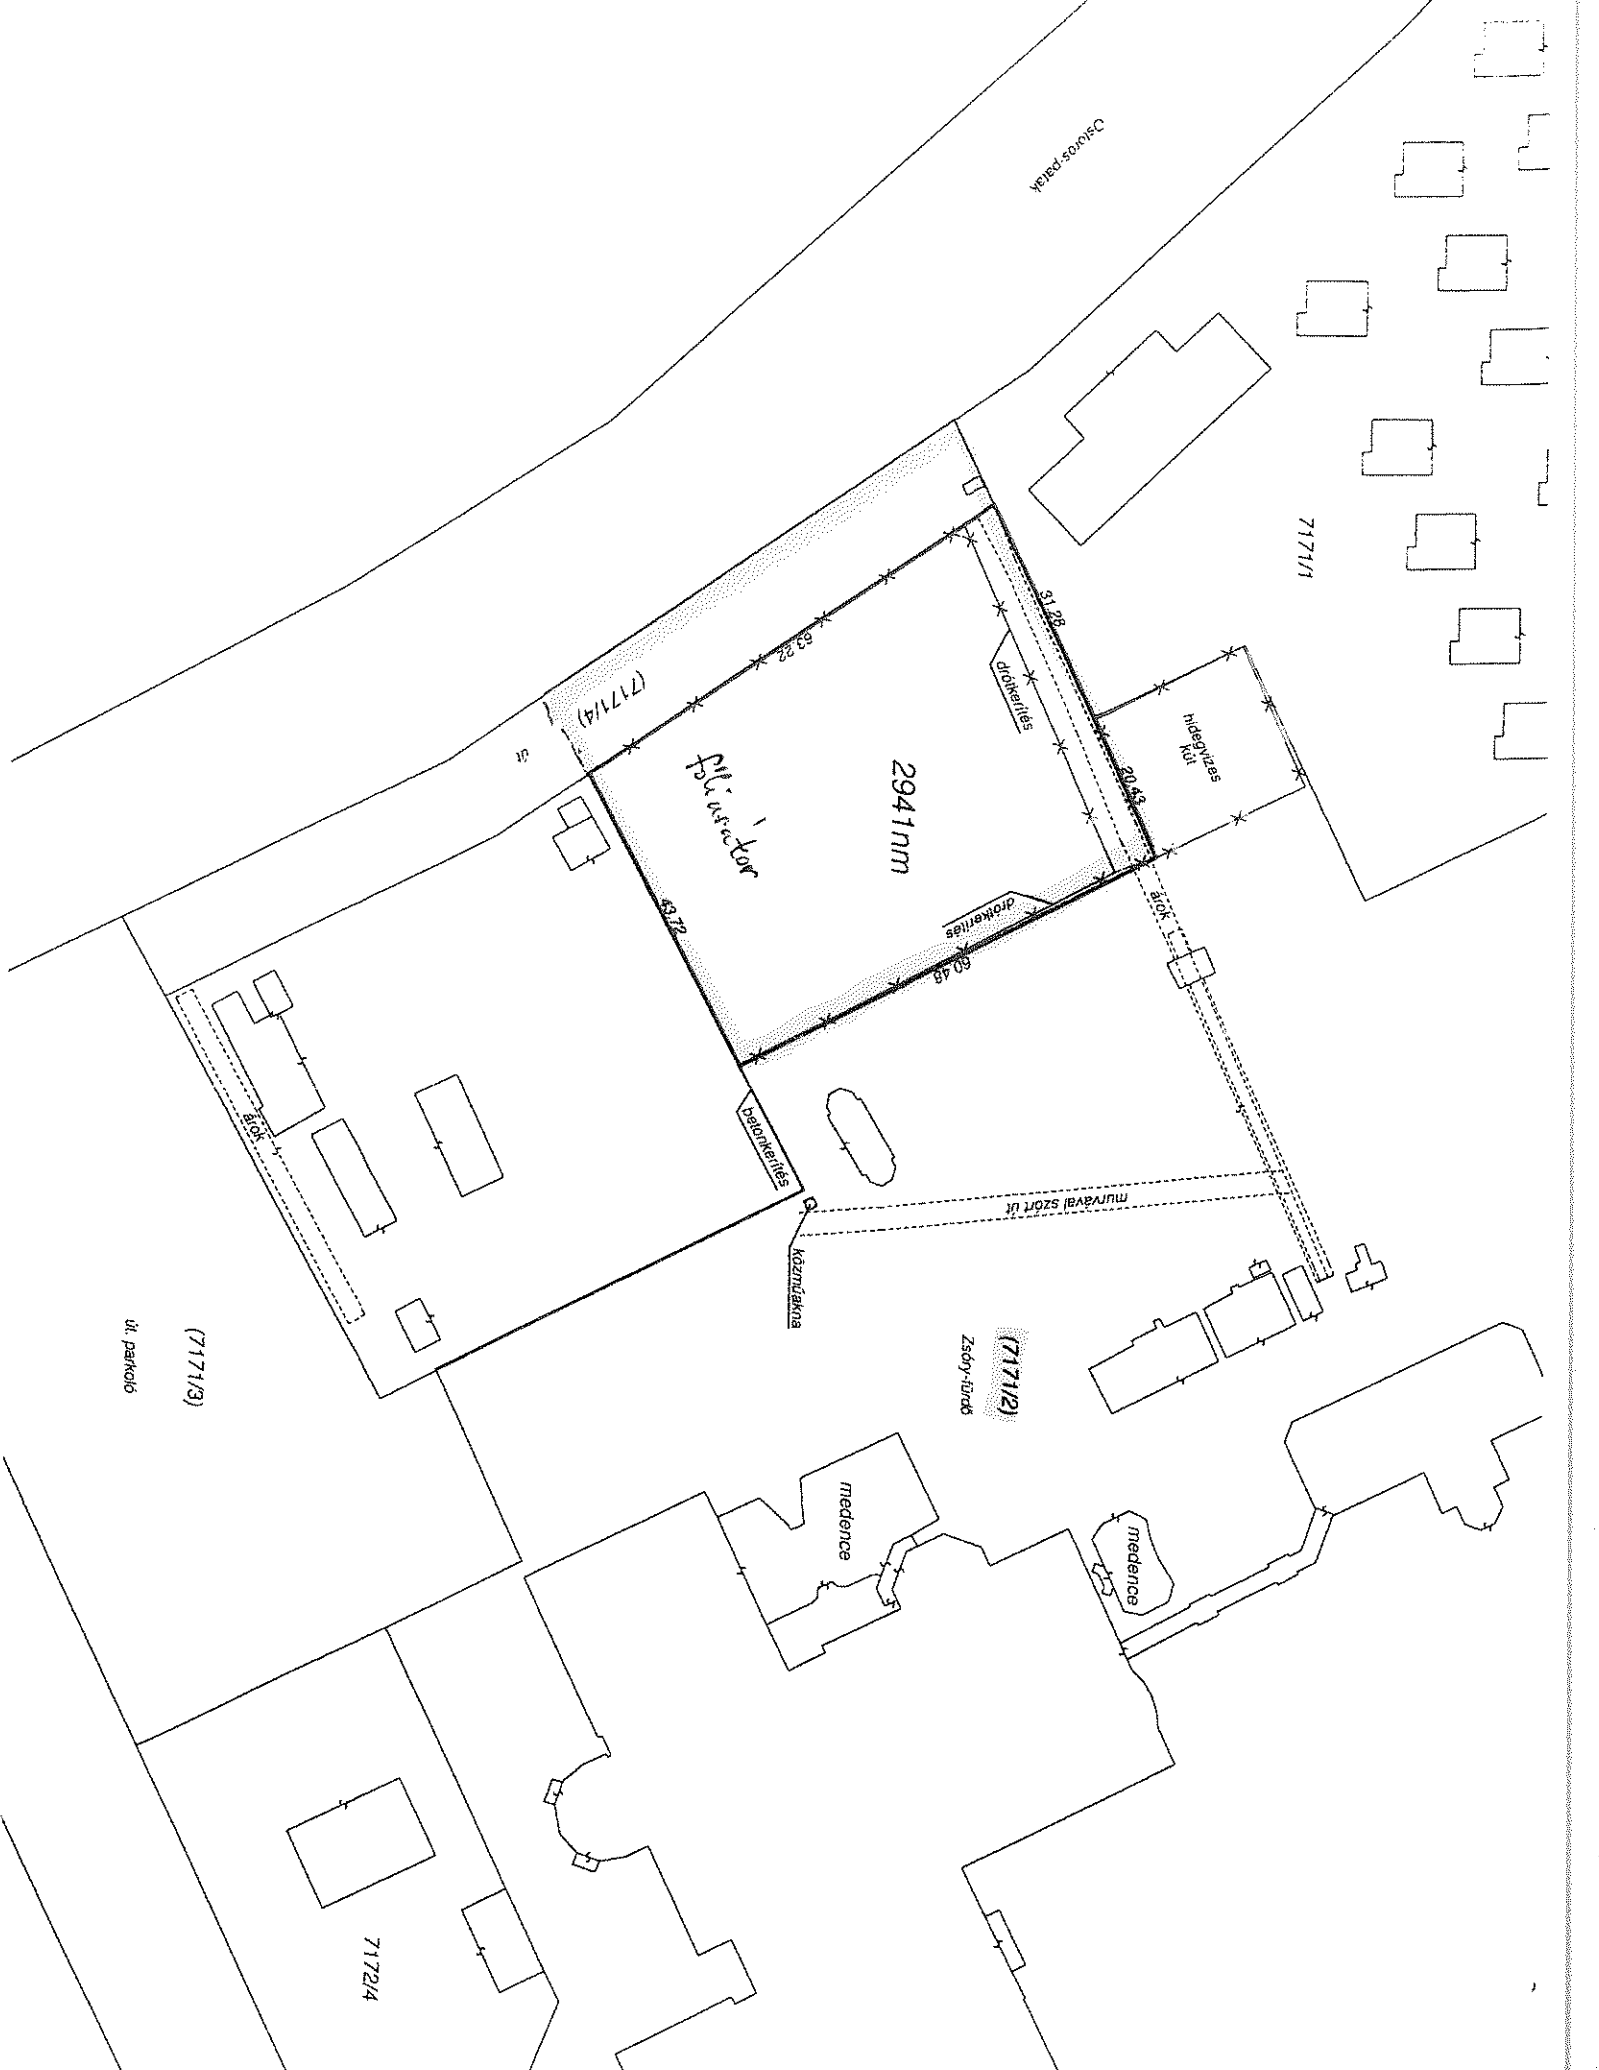 Ostoros-patak
7171/1
31.28
drótkerítés
63.22
(7171/4)
út
hidegvizes
kút
20.43
2941nm
fóliasátor
43.72
drótkerítés
60.48
árok
árok
betonkerítés
murvával szórt út
közműakna
(7171/2)
Zsóry-fürdő
(7171/3)
út, parkoló
medence
medence
7172/4